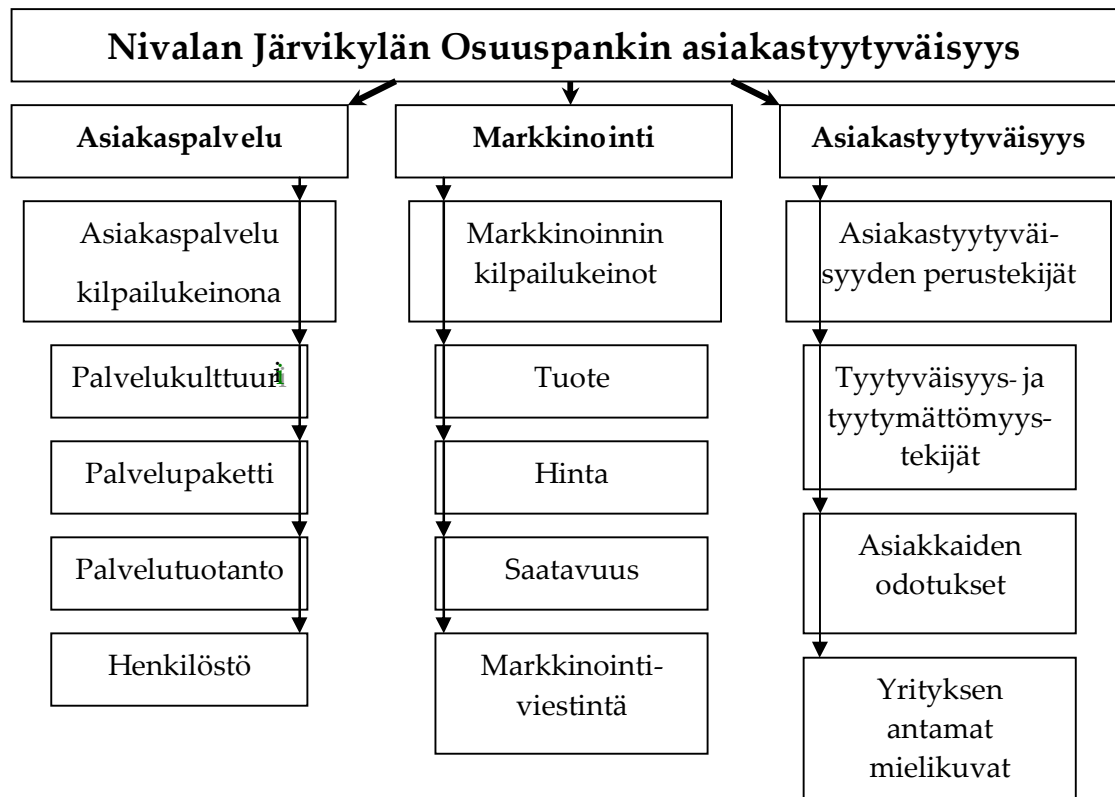 Nivalan Järvikylän Osuuspankin asiakastyytyväisyys
Asiakaspalvelu
Asiakaspalvelu
kilpailukeinona
Palvelukulttuuri
Palvelupaketti
Palvelutuotanto
Henkilöstö
Markkinointi
Markkinoinnin
kilpailukeinot
Tuote
Hinta
Saatavuus
Markkinointi-
viestintä
Asiakastyytyväisyys
Asiakastyytyväi-
syyden perustekijät
Tyytyväisyys- ja
tyytymättömyys-
tekijät
Asiakkaiden
odotukset
Yrityksen
antamat
mielikuvat